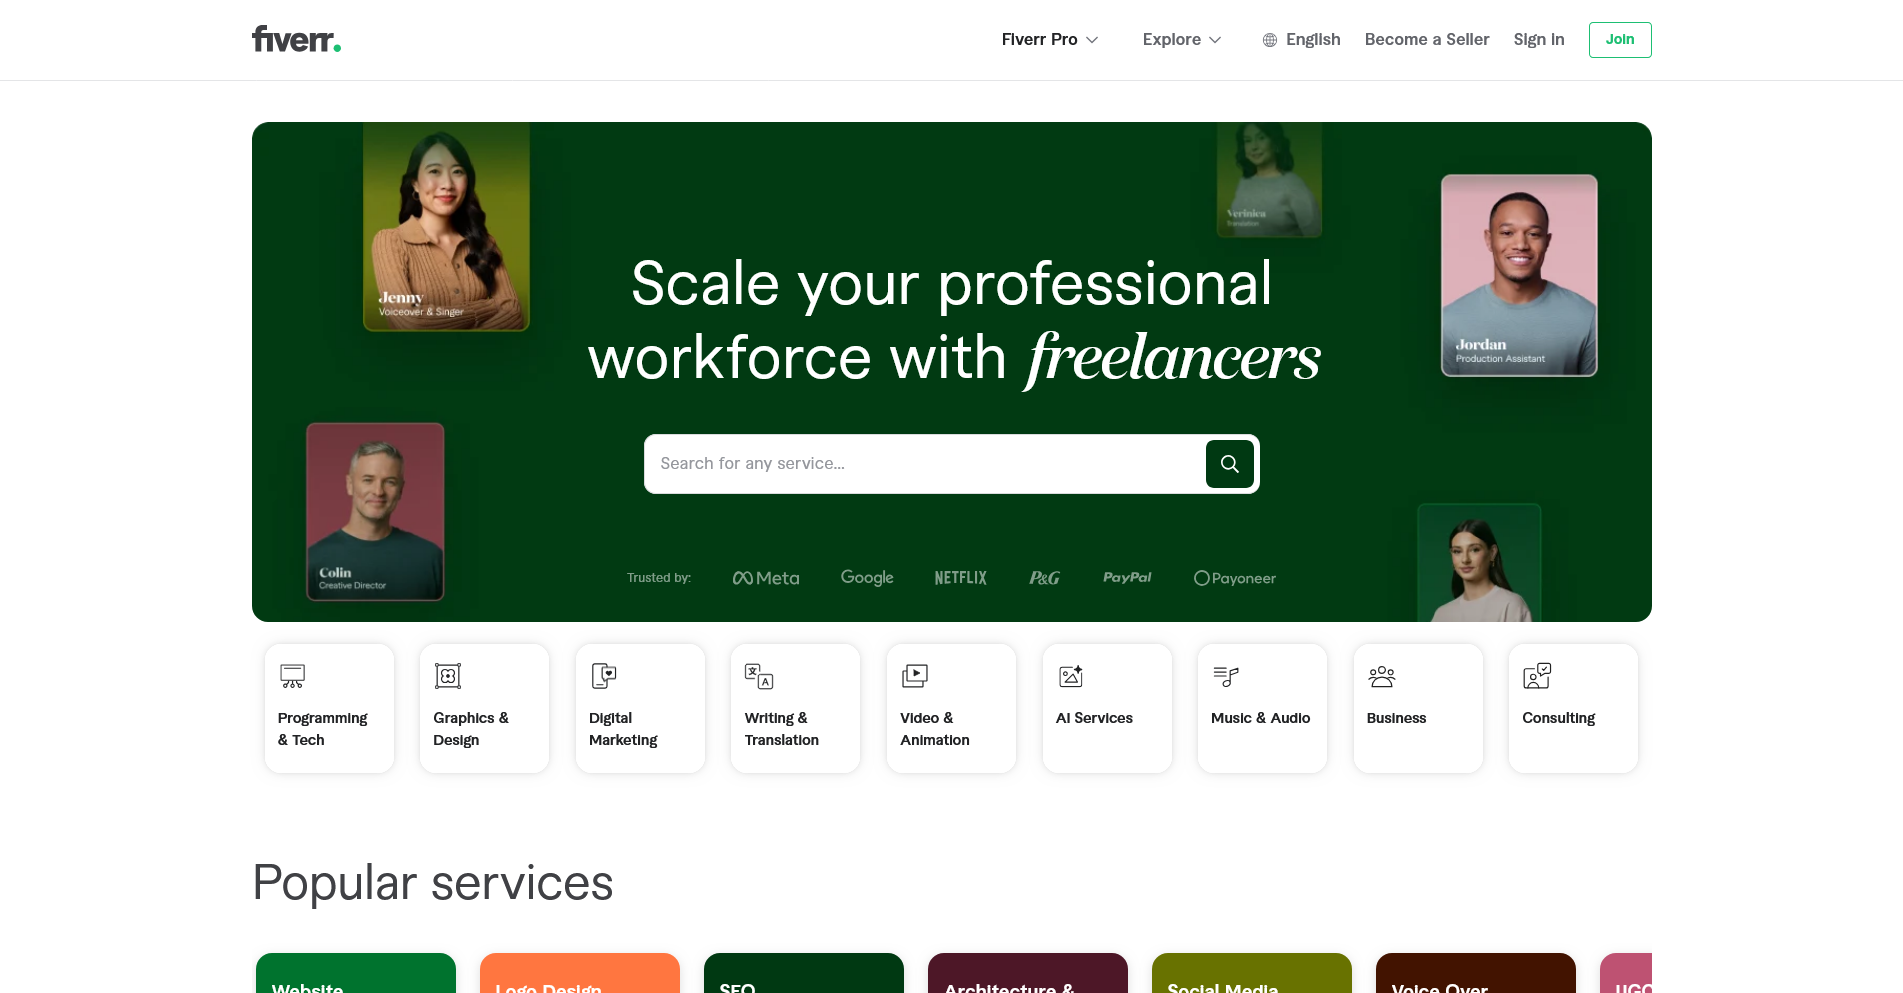 fiverr.
Fiverr Pro
Explore
English
Become a Seller
Sign in
Join
Jenny
Voiceover & Singer
Verinica
Translation
Jordan
Production Assistant
Scale your professional
workforce with freelancers
Search for any service...
Colin
Creative Director
Trusted by:
Meta
Google
NETFLIX
P&G
PayPal
Payoneer
Programming
& Tech
Graphics &
Design
Digital
Marketing
Writing &
Translation
Video &
Animation
AI Services
Music & Audio
Business
Consulting
Popular services
Website
Logo Design
SEO
Architecture &
Social Media
Voice Over
UGC